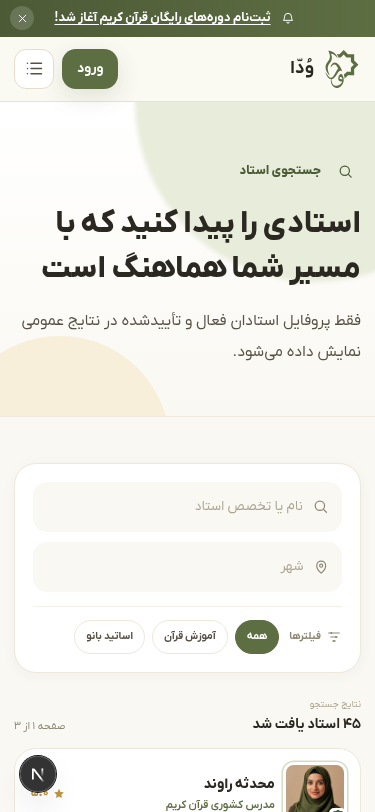 ثبت‌نام دوره‌های رایگان قرآن کریم آغاز شد!
وُدّا
ورود
جستجوی استاد
استادی را پیدا کنید که با
مسیر شما هماهنگ است
فقط پروفایل استادان فعال و تأییدشده در نتایج عمومی
نمایش داده می‌شود.
نام یا تخصص استاد
شهر
فیلترها
همه
آموزش قرآن
اساتید بانو
نتایج جستجو
۴۵ استاد یافت شد
صفحه ۱ از ۳
محدثه راوند
مدرس کشوری قرآن کریم
N